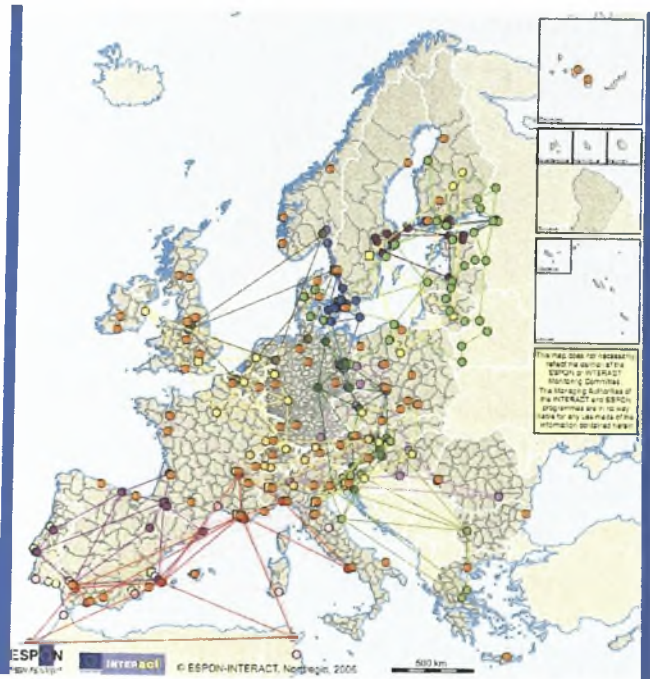 This map does not necessarily
reflect the opinion of the
ESPON or INTERACT
Monitoring Committee.
The Managing Authorities of
the INTERACT and ESPON
programmes are in no way
liable for any use made of the
information contained herein
ESPON
INTERact
© ESPON-INTERACT, Nordregio, 2006
500 km